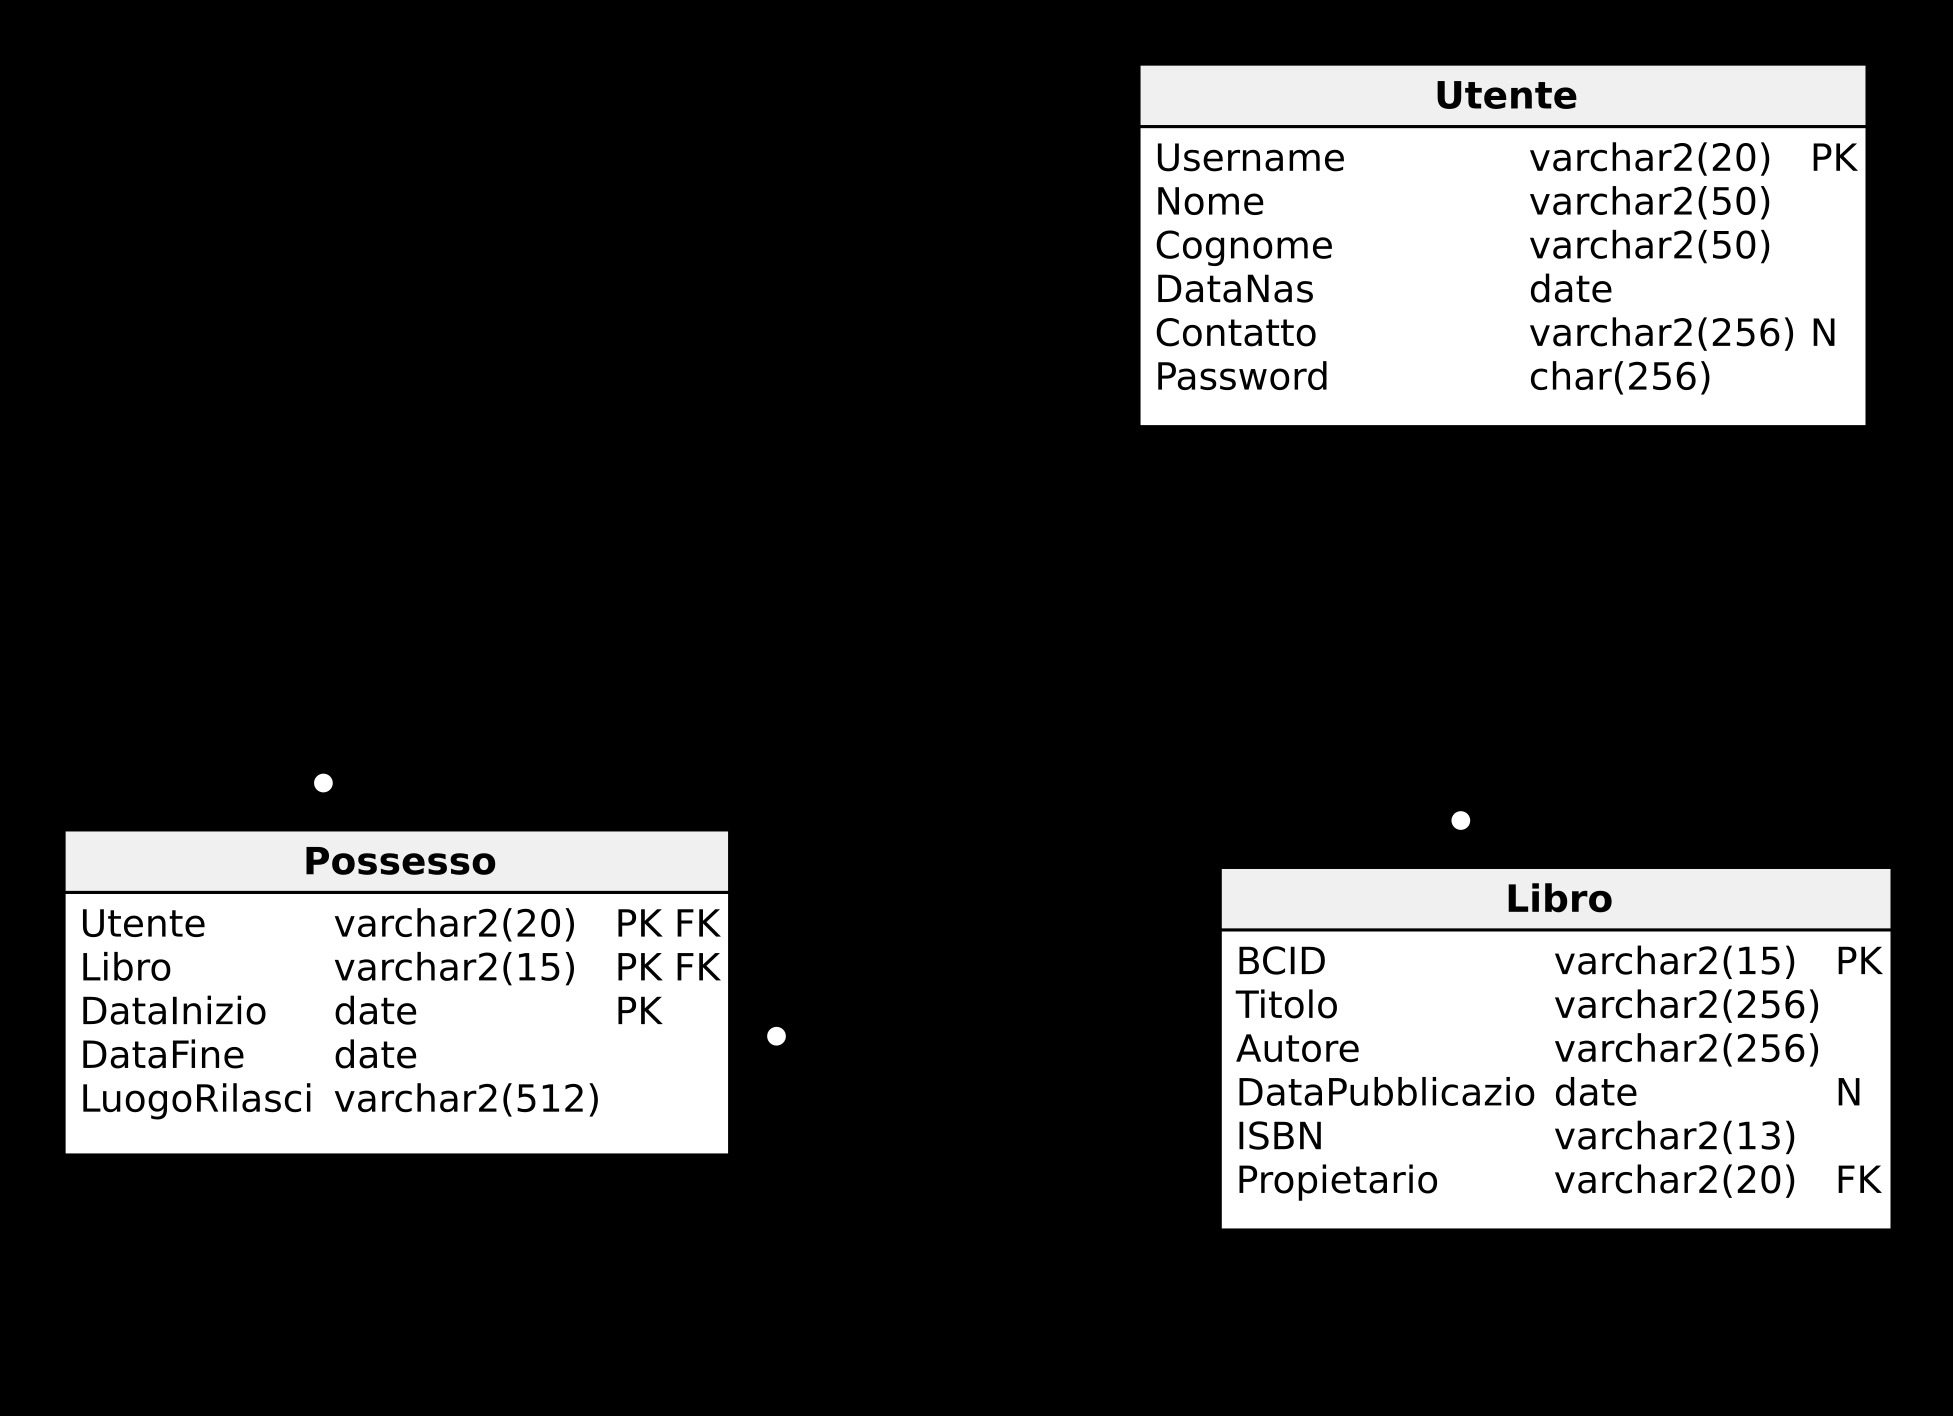 Utente
Username varchar2(20) PK
Nome varchar2(50)
Cognome varchar2(50)
DataNas date
Contatto varchar2(256) N
Password char(256)
Possesso
Utente varchar2(20) PK FK
Libro varchar2(15) PK FK
DataInizio date PK
DataFine date
LuogoRilasci varchar2(512)
Libro
BCID varchar2(15) PK
Titolo varchar2(256)
Autore varchar2(256)
DataPubblicazio date N
ISBN varchar2(13)
Propietario varchar2(20) FK